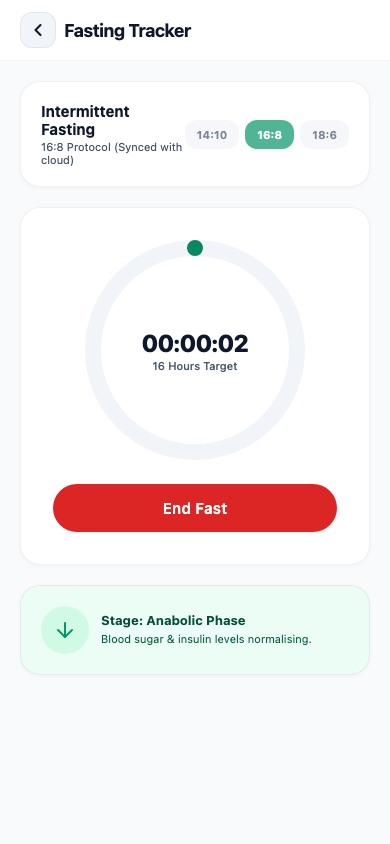 Fasting Tracker
Intermittent
Fasting
16:8 Protocol (Synced with
cloud)
14:10
16:8
18:6
00:00:02
16 Hours Target
End Fast
Stage: Anabolic Phase
Blood sugar & insulin levels normalising.